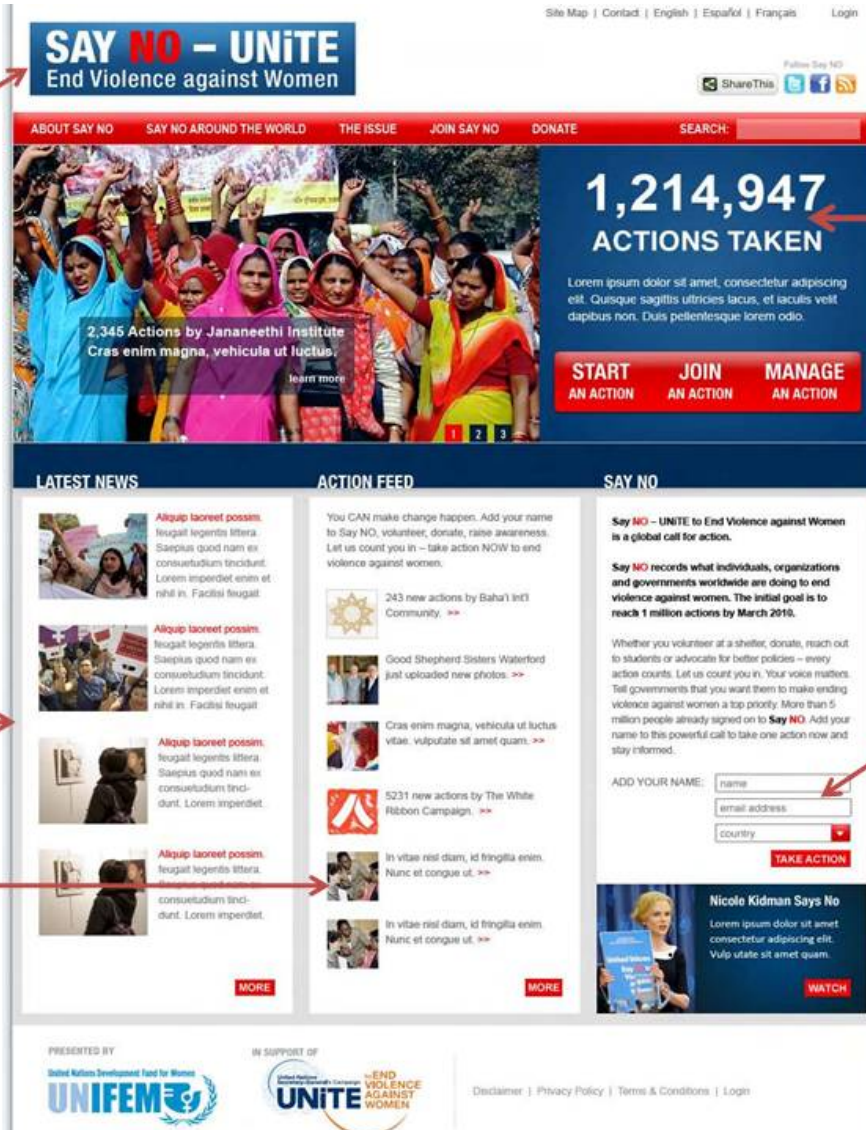 Site Map | Contact | English | Español | Français Login
SAY NO – UNiTE
End Violence against Women
Follow Say NO
ShareThis
ABOUT SAY NO SAY NO AROUND THE WORLD THE ISSUE JOIN SAY NO DONATE SEARCH:
1,214,947
ACTIONS TAKEN
Lorem ipsum dolor sit amet, consectetur adipiscing
elit. Quisque sagittis ultricies lacus, et iaculis velit
dapibus non. Duis pellentesque lorem odio.
2,345 Actions by Jananeethi Institute
Cras enim magna, vehicula ut luctus.
learn more
1 2 3
START
AN ACTION
JOIN
AN ACTION
MANAGE
AN ACTION
LATEST NEWS
Aliquip laoreet possim.
feugait legentis littera.
Saepius quod nam ex
consuetudium tincidunt.
Lorem imperdiet enim et
nihil in. Facilisi feugait
Aliquip laoreet possim.
feugait legentis littera.
Saepius quod nam ex
consuetudium tincidunt.
Lorem imperdiet enim et
nihil in. Facilisi feugait
Aliquip laoreet possim.
feugait legentis littera.
Saepius quod nam ex
consuetudium tinci-
dunt. Lorem imperdiet.
Aliquip laoreet possim.
feugait legentis littera.
Saepius quod nam ex
consuetudium tinci-
dunt. Lorem imperdiet.
MORE
ACTION FEED
You CAN make change happen. Add your name
to Say NO, volunteer, donate, raise awareness.
Let us count you in – take action NOW to end
violence against women.
243 new actions by Baha'i Int'l
Community. >>
Good Shepherd Sisters Waterford
just uploaded new photos. >>
Cras enim magna, vehicula ut luctus
vitae. vulputate sit amet quam. >>
5231 new actions by The White
Ribbon Campaign. >>
In vitae nisl diam, id fringilla enim.
Nunc et congue ut. >>
In vitae nisl diam, id fringilla enim.
Nunc et congue ut. >>
MORE
SAY NO
Say NO – UNiTE to End Violence against Women
is a global call for action.
Say NO records what individuals, organizations
and governments worldwide are doing to end
violence against women. The initial goal is to
reach 1 million actions by March 2010.
Whether you volunteer at a shelter, donate, reach out
to students or advocate for better policies – every
action counts. Let us count you in. Your voice matters.
Tell governments that you want them to make ending
violence against women a top priority. More than 5
million people already signed on to Say NO. Add your
name to this powerful call to take one action now and
stay informed.
ADD YOUR NAME: name
email address
country
TAKE ACTION
Nicole Kidman Says No
Lorem ipsum dolor sit amet
consectetur adipiscing elit.
Vulp utate sit amet quam.
WATCH
PRESENTED BY
United Nations Development Fund for Women
UNIFEM
IN SUPPORT OF
United Nations
Secretary-General's Campaign
UNiTE
to END
VIOLENCE
AGAINST
WOMEN
Disclaimer | Privacy Policy | Terms & Conditions | Login